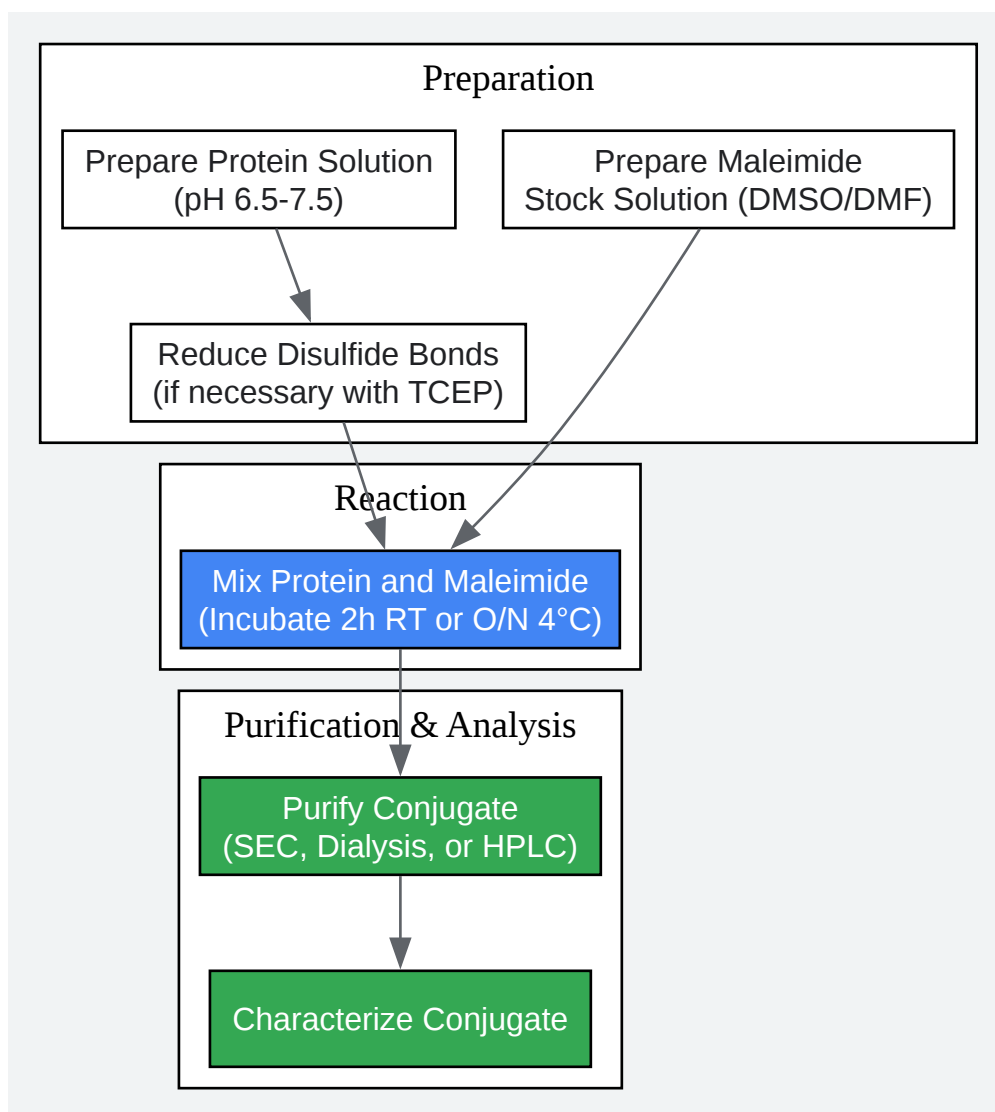 Preparation
Prepare Protein Solution
(pH 6.5-7.5)
Prepare Maleimide
Stock Solution (DMSO/DMF)
Reduce Disulfide Bonds
(if necessary with TCEP)
Reaction
Mix Protein and Maleimide
(Incubate 2h RT or O/N 4°C)
Purification & Analysis
Purify Conjugate
(SEC, Dialysis, or HPLC)
Characterize Conjugate